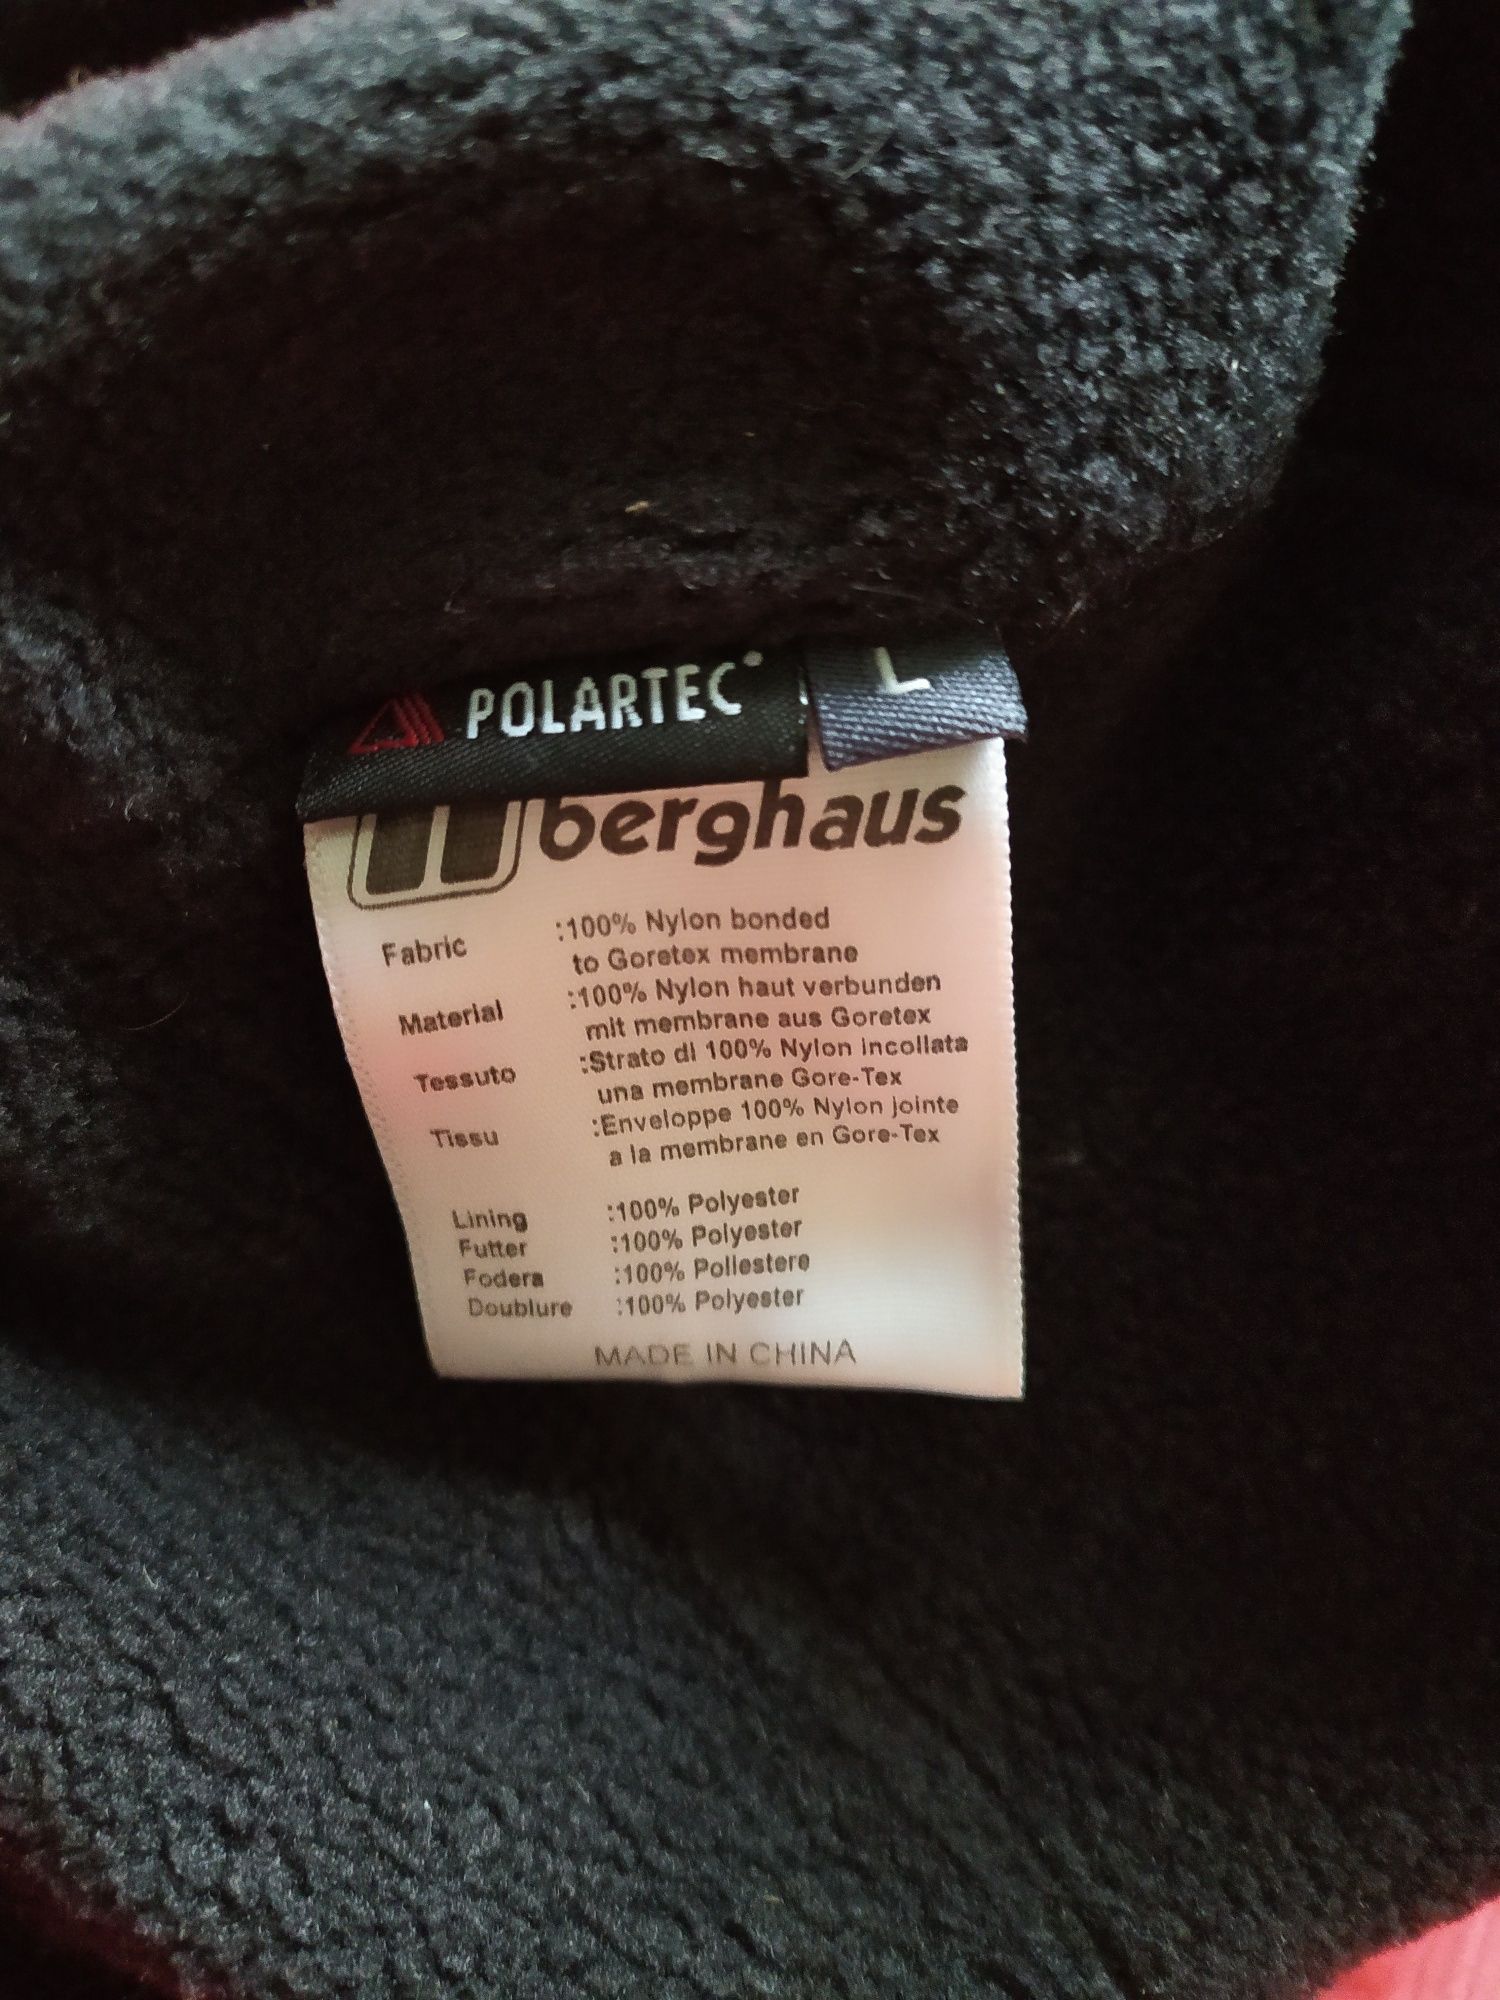 POLARTEC
L
berghaus
Fabric :100% Nylon bonded
to Goretex membrane
Material :100% Nylon haut verbunden
mit membrane aus Goretex
Tessuto :Strato di 100% Nylon incollata
una membrane Gore-Tex
Tissu :Enveloppe 100% Nylon jointe
a la membrane en Gore-Tex
Lining :100% Polyester
Futter :100% Polyester
Fodera :100% Poliestere
Doublure :100% Polyester
MADE IN CHINA